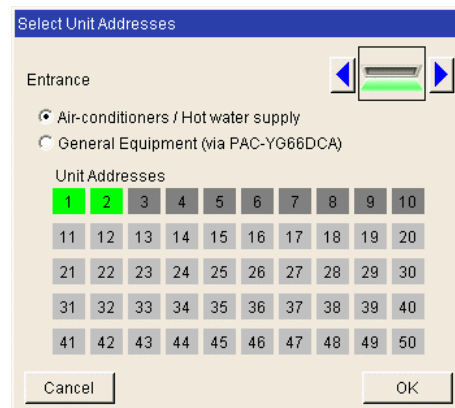 Select Unit Addresses
Entrance
Air-conditioners / Hot water supply
General Equipment (via PAC-YG66DCA)
Unit Addresses
1 2 3 4 5 6 7 8 9 10
11 12 13 14 15 16 17 18 19 20
21 22 23 24 25 26 27 28 29 30
31 32 33 34 35 36 37 38 39 40
41 42 43 44 45 46 47 48 49 50
Cancel OK